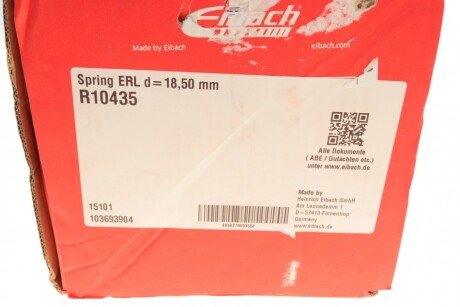 Eibach
Made by Eibach
eibach.com
Spring ERL d=18,50 mm
R10435
Alle Dokumente
( ABE / Gutachten etc.)
unter www.eibach.de
15101
103693904
Made by
Heinrich Eibach GmbH
Am Lennedamm 1
D-57413 Finnentrop
Germany
www.eibach.de